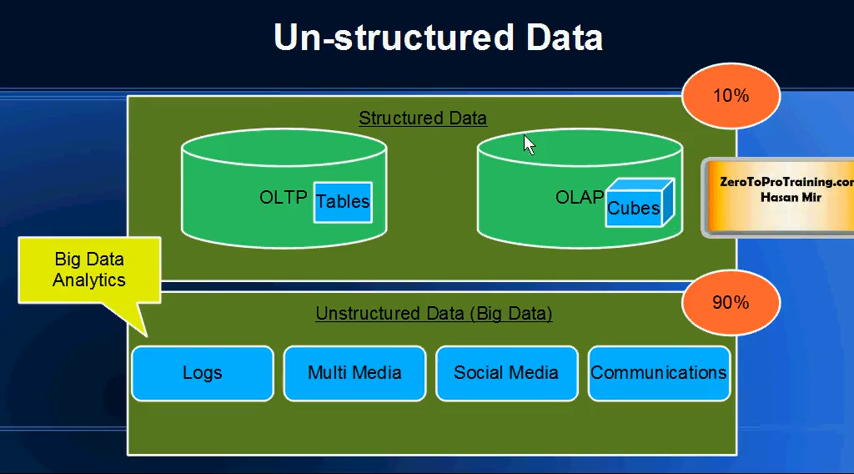 Un-structured Data
10%
Structured Data
OLTP
Tables
OLAP
Cubes
ZeroToProTraining.com
Hasan Mir
Big Data
Analytics
90%
Unstructured Data (Big Data)
Logs
Multi Media
Social Media
Communications